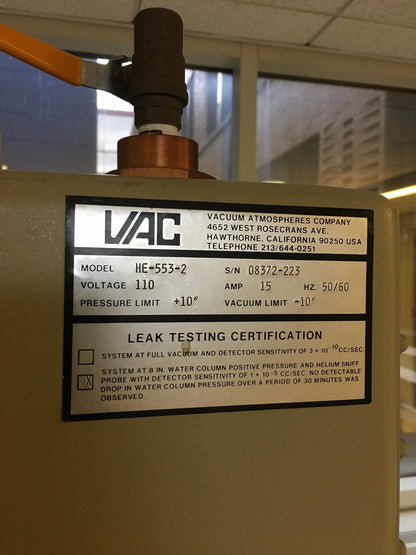 VAC
VACUUM ATMOSPHERES COMPANY
4652 WEST ROSECRANS AVE.
HAWTHORNE, CALIFORNIA 90250 USA
TELEPHONE 213/644-0251
MODEL HE-553-2 S/N 08372-223
VOLTAGE 110 AMP 15 HZ. 50/60
PRESSURE LIMIT +10" VACUUM LIMIT -10"
LEAK TESTING CERTIFICATION
SYSTEM AT FULL VACUUM AND DETECTOR SENSITIVITY OF 3 × 10⁻¹⁰CC/SEC.
X SYSTEM AT 8 IN. WATER COLUMN POSITIVE PRESSURE AND HELIUM SNIFF
PROBE WITH DETECTOR SENSITIVITY OF 1 × 10⁻⁵ CC/SEC. NO DETECTABLE
DROP IN WATER COLUMN PRESSURE OVER A PERIOD OF 30 MINUTES WAS
OBSERVED.